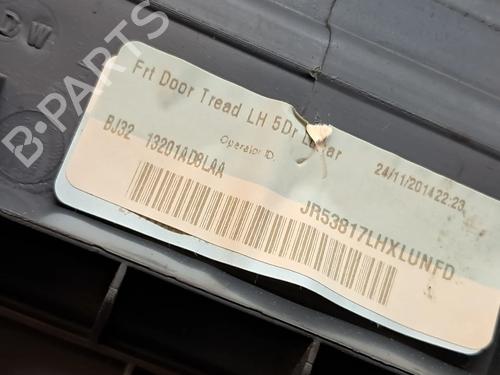 Frt Door Tread LH 5Dr
Operator ID:
24/11/2014 22:23
BJ32 13201AD8LAA
JR53817LHXLUNFD
B-PARTS